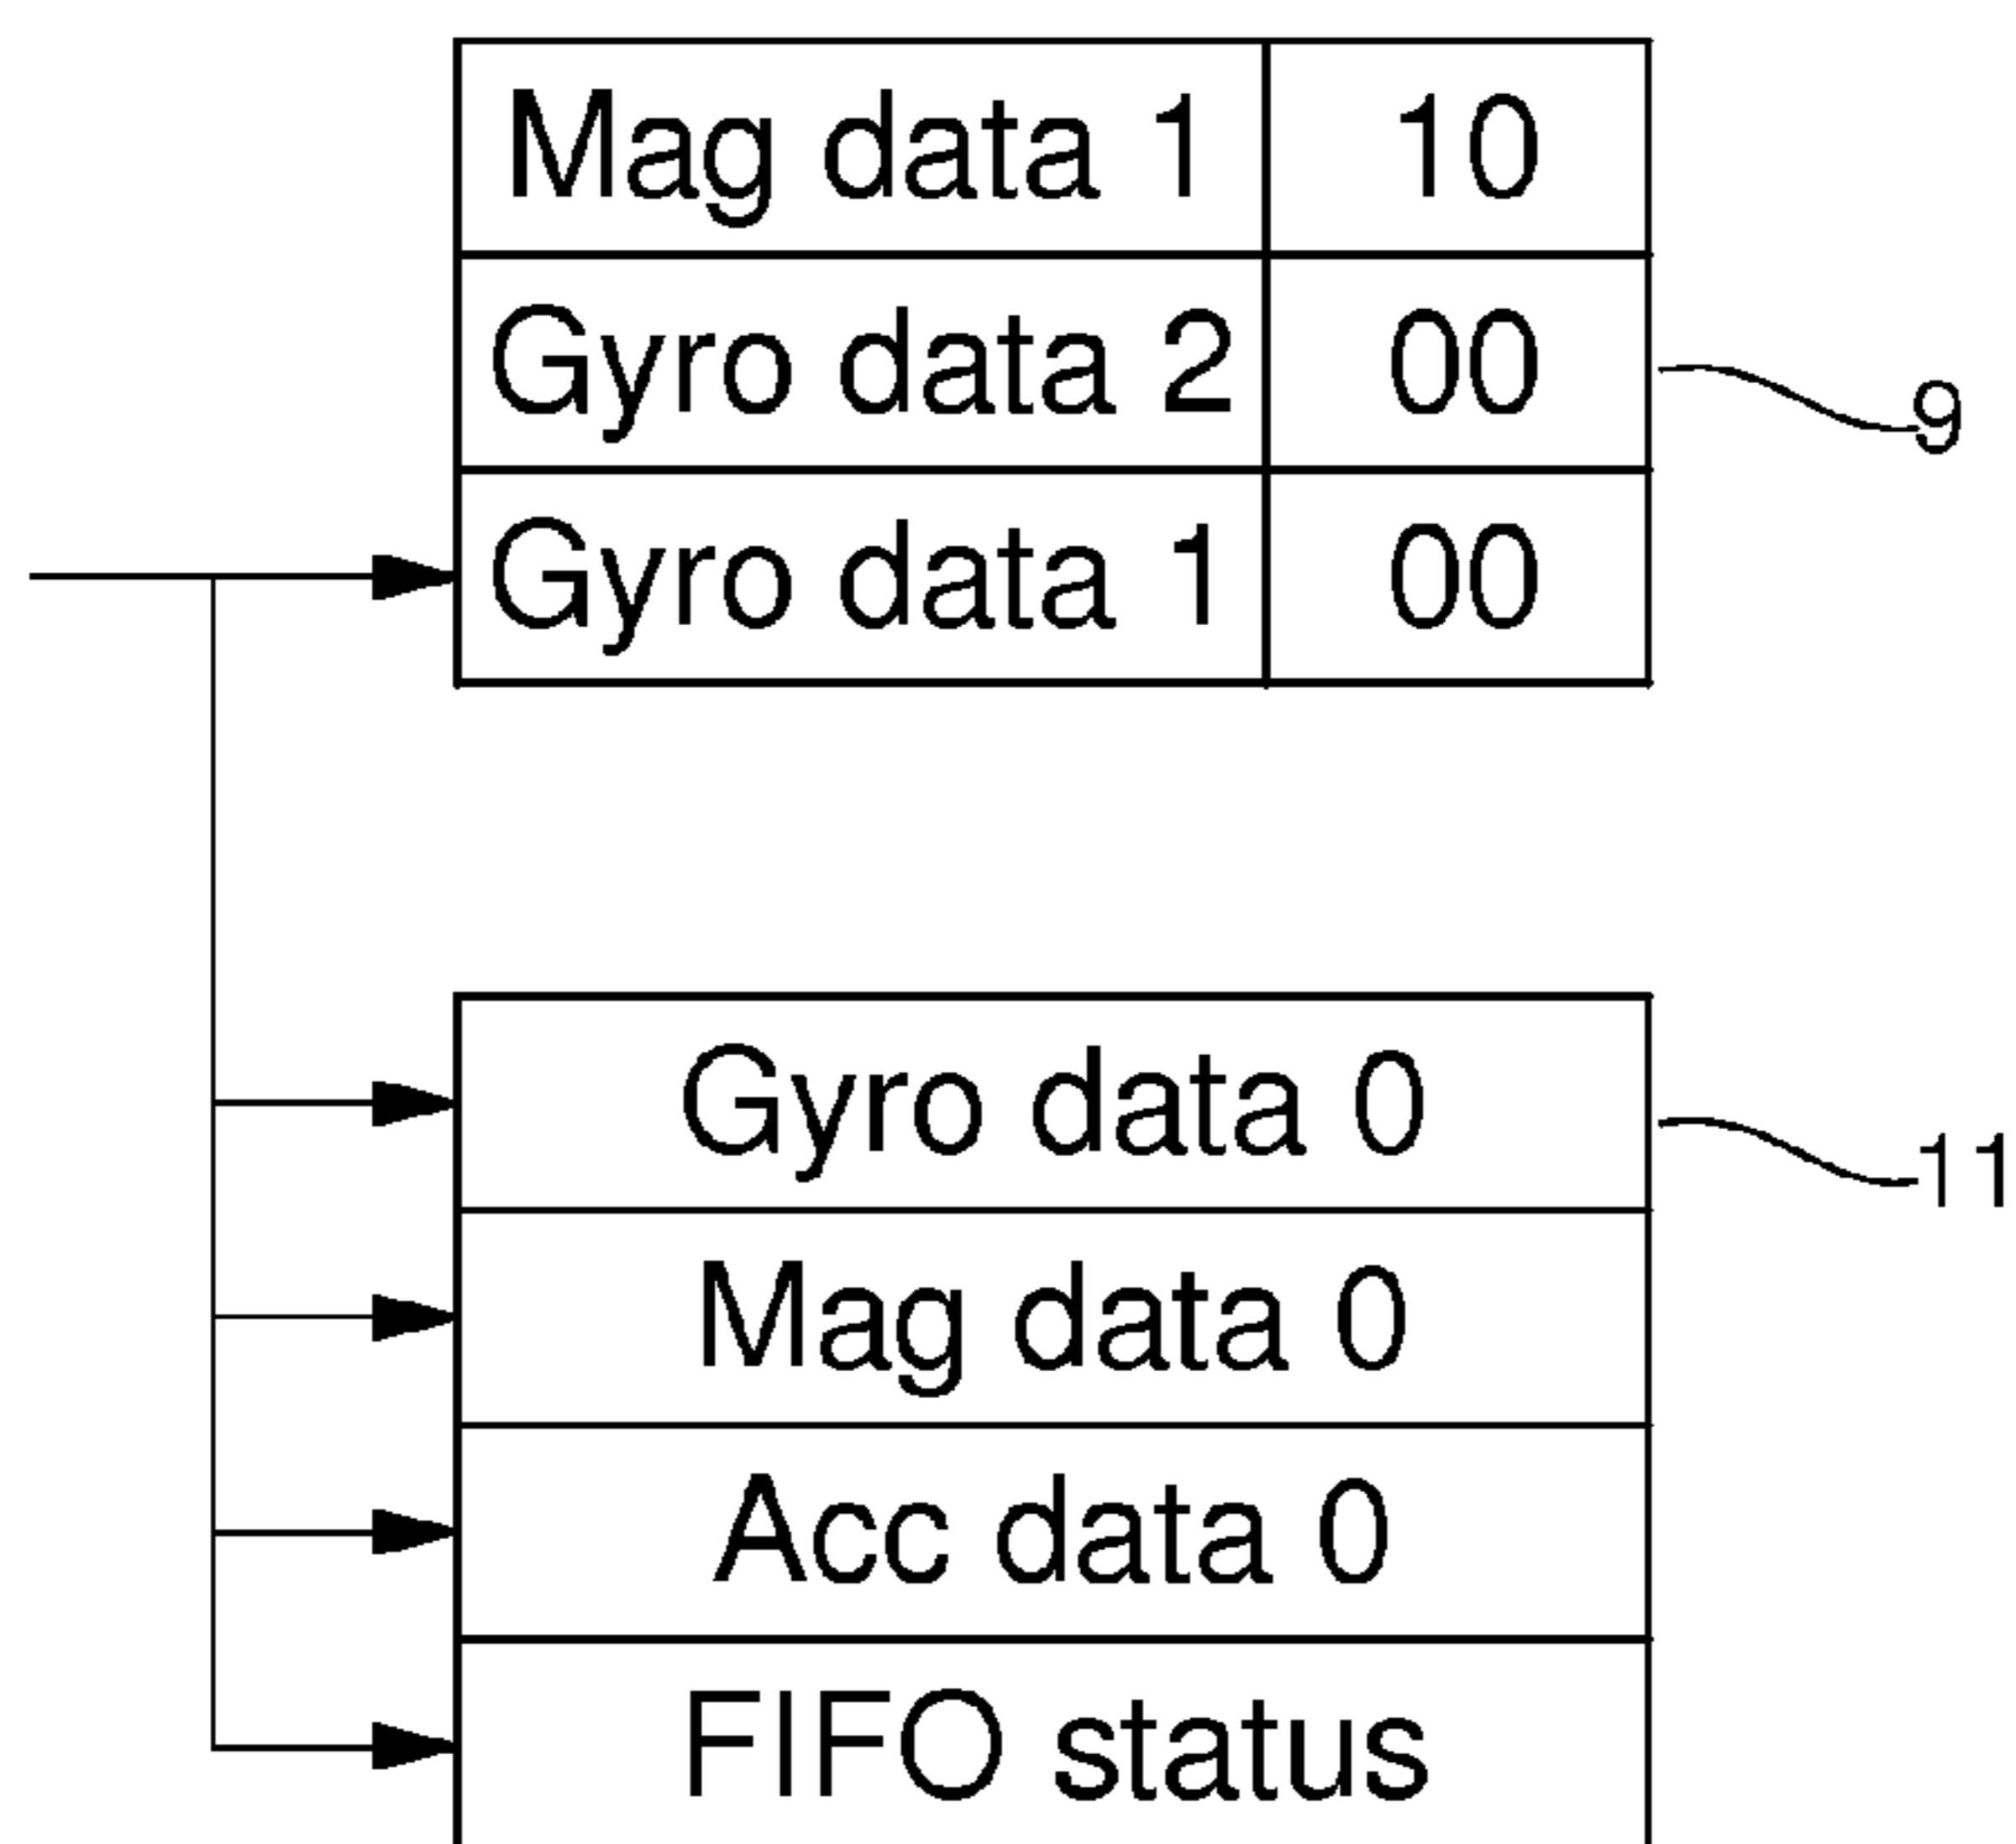 Mag data 1 10
Gyro data 2 00
9
Gyro data 1 00
Gyro data 0
11
Mag data 0
Acc data 0
FIFO status